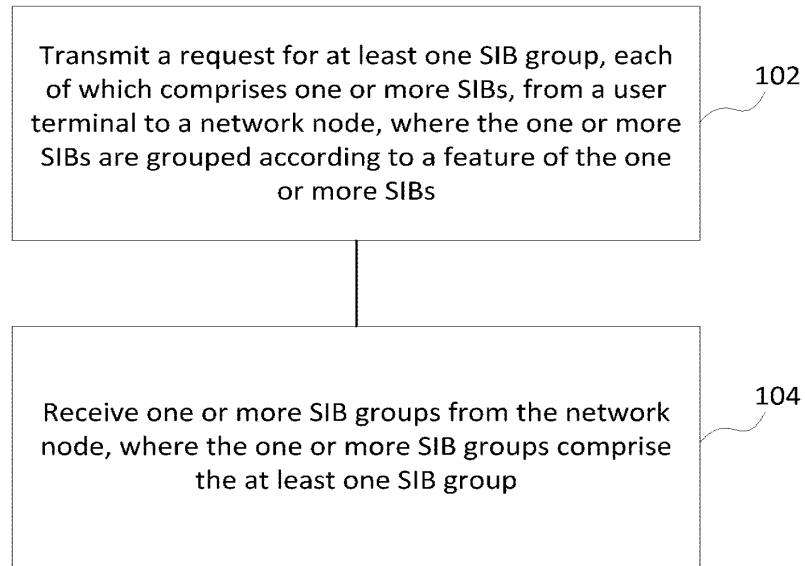 Transmit a request for at least one SIB group, each
of which comprises one or more SIBs, from a user
terminal to a network node, where the one or more
SIBs are grouped according to a feature of the one
or more SIBs
102
Receive one or more SIB groups from the network
node, where the one or more SIB groups comprise
the at least one SIB group
104